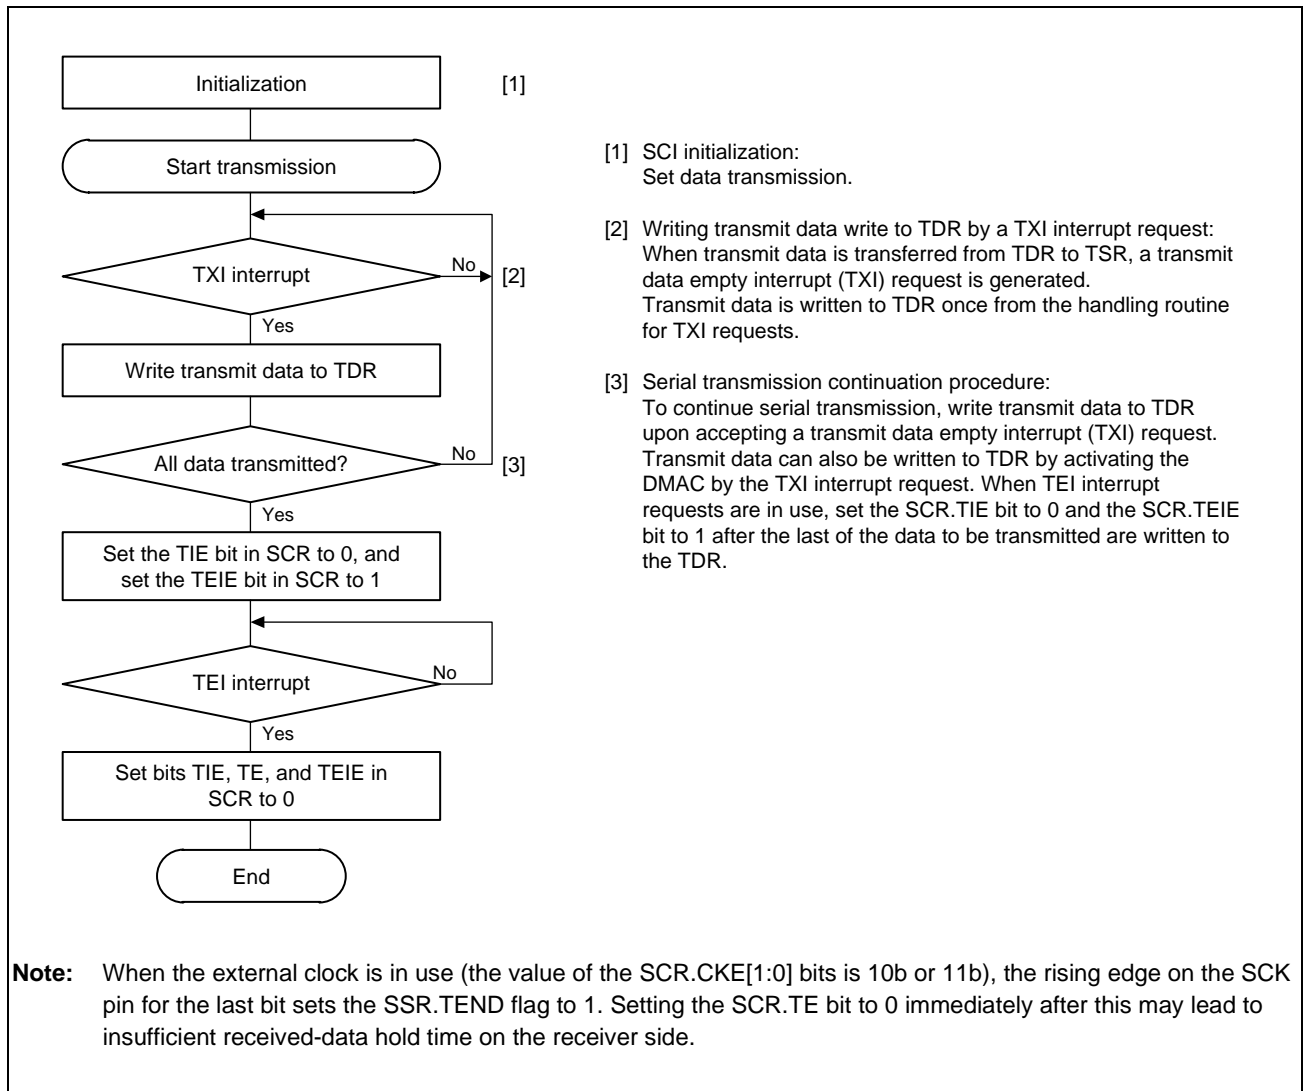 Initialization
[1]
Start transmission
TXI interrupt
No
[2]
Yes
Write transmit data to TDR
All data transmitted?
No
[3]
Yes
Set the TIE bit in SCR to 0, and
set the TEIE bit in SCR to 1
TEI interrupt
No
Yes
Set bits TIE, TE, and TEIE in
SCR to 0
End
[1] SCI initialization:
Set data transmission.
[2] Writing transmit data write to TDR by a TXI interrupt request:
When transmit data is transferred from TDR to TSR, a transmit
data empty interrupt (TXI) request is generated.
Transmit data is written to TDR once from the handling routine
for TXI requests.
[3] Serial transmission continuation procedure:
To continue serial transmission, write transmit data to TDR
upon accepting a transmit data empty interrupt (TXI) request.
Transmit data can also be written to TDR by activating the
DMAC by the TXI interrupt request. When TEI interrupt
requests are in use, set the SCR.TIE bit to 0 and the SCR.TEIE
bit to 1 after the last of the data to be transmitted are written to
the TDR.
Note: When the external clock is in use (the value of the SCR.CKE[1:0] bits is 10b or 11b), the rising edge on the SCK
pin for the last bit sets the SSR.TEND flag to 1. Setting the SCR.TE bit to 0 immediately after this may lead to
insufficient received-data hold time on the receiver side.